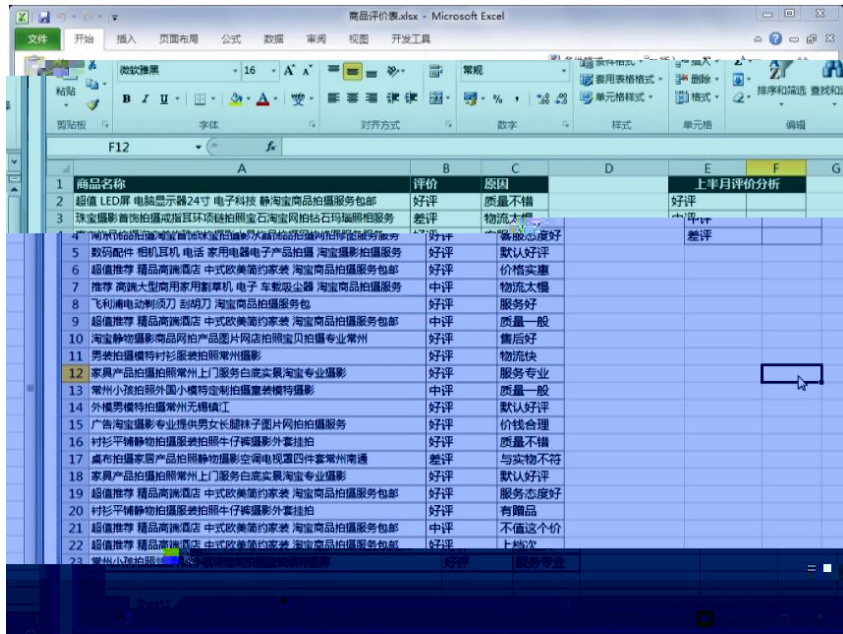 商品评价表.xlsx - Microsoft Excel
文件 开始 插入 页面布局 公式 数据 审阅 视图 开发工具
微软雅黑 16 A A 常规 条件格式 插入
粘贴 套用表格格式 删除 排序和筛选
B I U A 变 % , 单元格样式 格式
剪贴板 字体 对齐方式 数字 样式 单元格 编辑
F12 fx
A B C D E F G
1 商品名称 评价 原因 上半月评价分析
2 超值 LED屏 电脑显示器24寸 电子科技 静淘宝商品拍摄服务包邮 好评 质量不错 好评
3 珠宝摄影首饰拍摄戒指耳环项链拍照宝石淘宝网拍钻石玛瑙照相服务 差评 物流太慢 中评
4 好评 客服态度好 差评
5 数码配件 相机耳机 电话 家用电器电子产品拍摄 淘宝摄影拍摄服务 好评 默认好评
6 超值推荐 精品高端酒店 中式欧美简约家装 淘宝商品拍摄服务包邮 好评 价格实惠
7 推荐 高端大型商用家用割草机 电子 车载吸尘器 淘宝商品拍摄服务 中评 物流太慢
8 飞利浦电动剃须刀 刮胡刀 淘宝商品拍摄服务包 好评 服务好
9 超值推荐 精品高端酒店 中式欧美简约家装 淘宝商品拍摄服务包邮 中评 质量一般
10 淘宝静物摄影商品网拍产品图片网店拍照宝贝拍摄专业常州 好评 售后好
11 男装拍摄模特衬衫服装拍照常州摄影 好评 物流快
12 家具产品拍摄拍照常州上门服务白底实景淘宝专业摄影 好评 服务专业
13 常州小孩拍照外国小模特定制拍摄童装模特摄影 中评 质量一般
14 外模男模特拍摄常州无锡镇江 好评 默认好评
15 广告淘宝摄影专业提供男女长腿袜子图片网拍拍摄服务 好评 价钱合理
16 衬衫平铺静物拍摄服装拍照牛仔裤摄影外套挂拍 好评 质量不错
17 桌布拍摄家居产品拍照静物摄影空调电视罩四件套常州南通 差评 与实物不符
18 家具产品拍摄拍照常州上门服务白底实景淘宝专业摄影 好评 默认好评
19 超值推荐 精品高端酒店 中式欧美简约家装 淘宝商品拍摄服务包邮 好评 服务态度好
20 衬衫平铺静物拍摄服装拍照牛仔裤摄影外套挂拍 好评 有赠品
21 超值推荐 精品高端酒店 中式欧美简约家装 淘宝商品拍摄服务包邮 中评 不值这个价
22 超值推荐 精品高端酒店 中式欧美简约家装 淘宝商品拍摄服务包邮 好评 上档次
23 常州小孩拍照 好评 服务专业